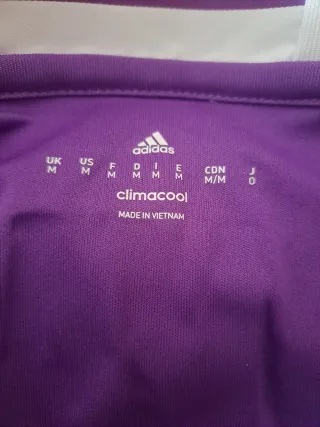 adidas
UK US F D I E CDN J
M M M M M M M/M O
climacool
MADE IN VIETNAM